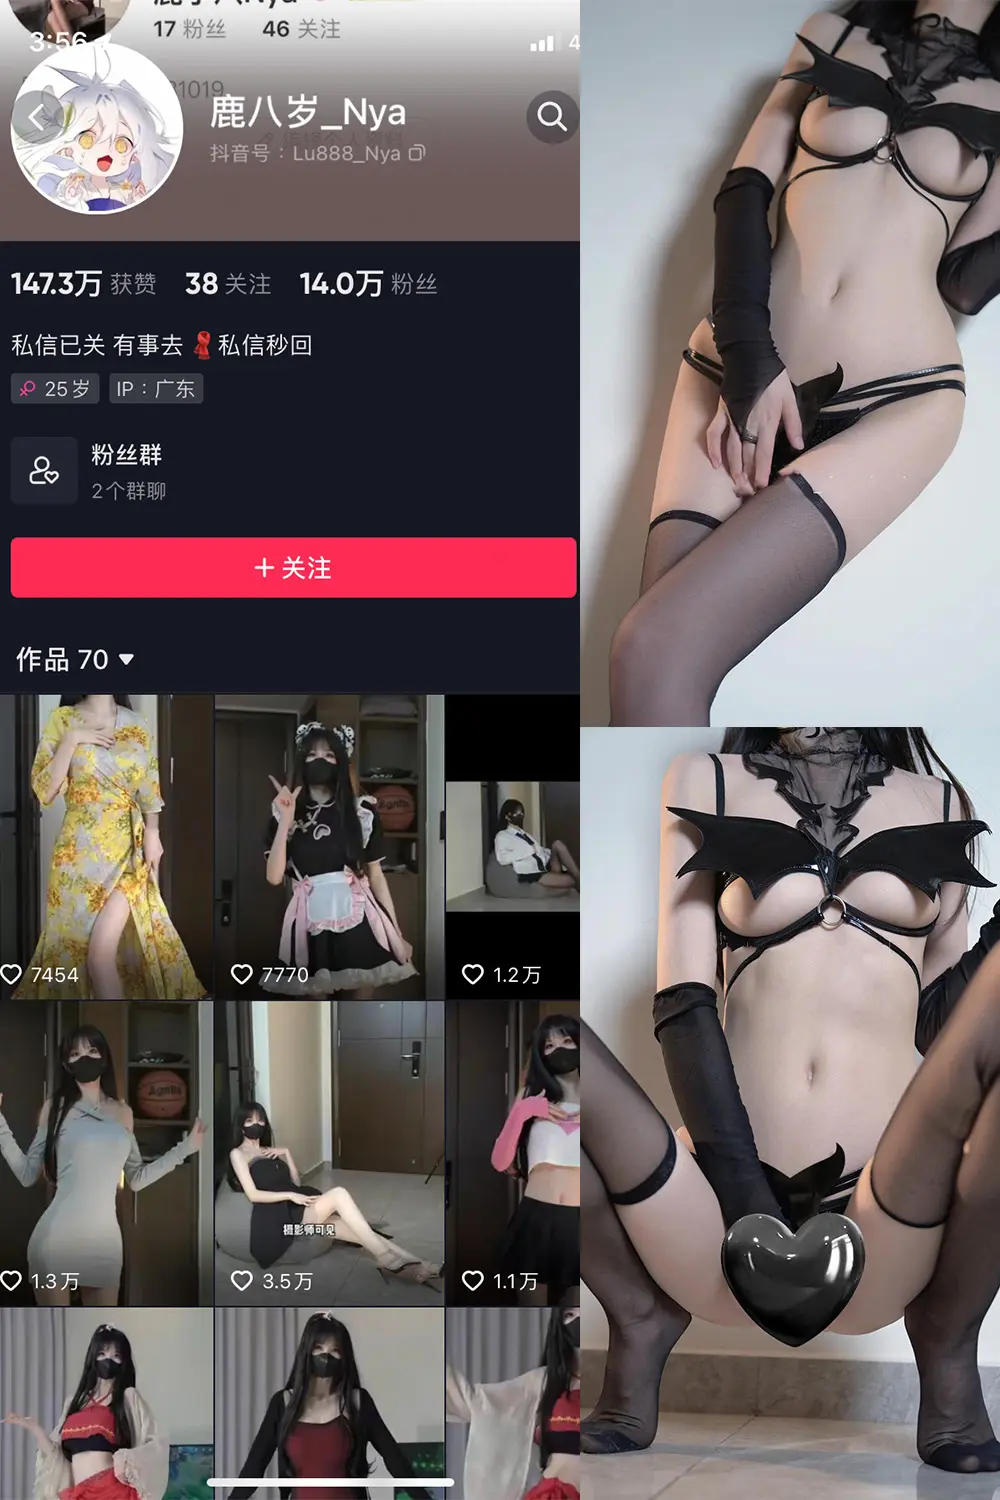 17 粉丝 46 关注
3:56
4
31019
鹿八岁_Nya
抖音号：Lu888_Nya
147.3万 获赞 38 关注 14.0万 粉丝
私信已关 有事去 私信秒回
25岁 IP：广东
粉丝群
2个群聊
+ 关注
作品 70
7454
7770
1.2万
Agnite
摄影师可见
1.3万
3.5万
1.1万